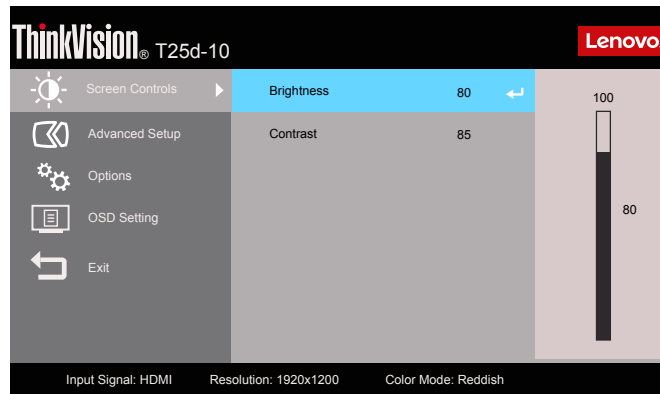 ThinkVision® T25d-10
Lenovo
Screen Controls
Brightness 80
100
Advanced Setup
Contrast 85
Options
OSD Setting
80
Exit
Input Signal: HDMI Resolution: 1920x1200 Color Mode: Reddish